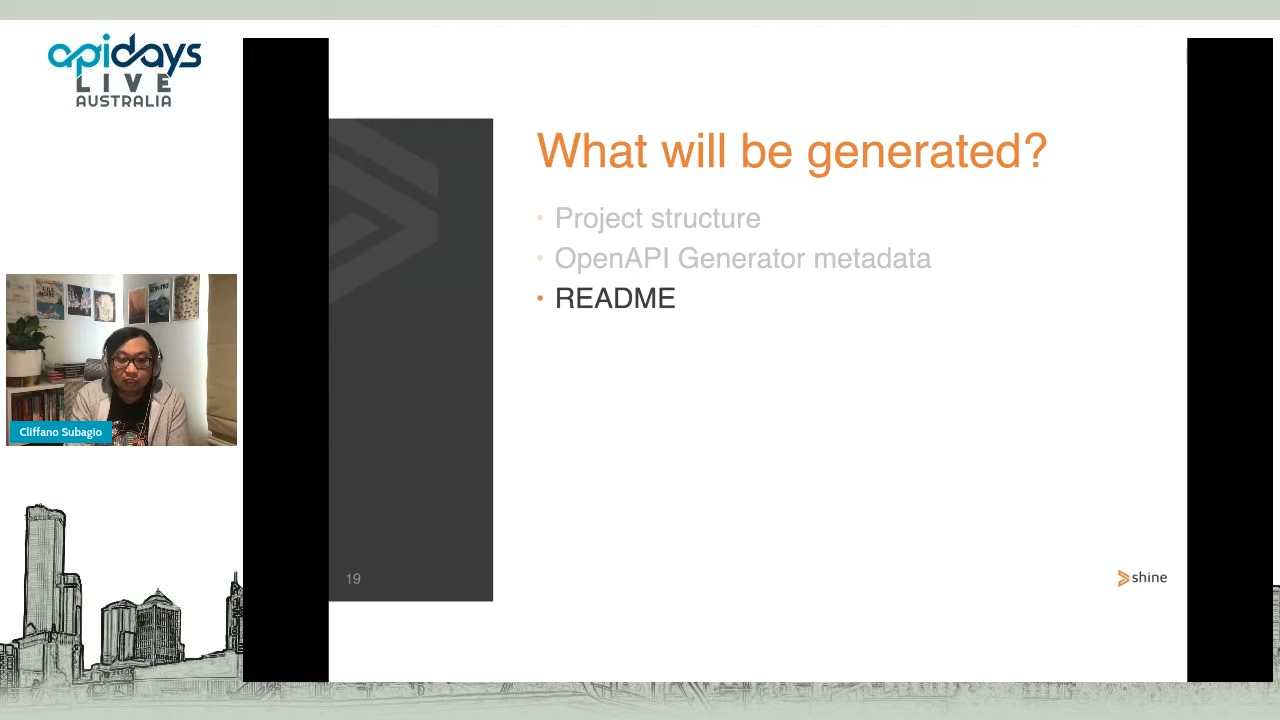 apidays
LIVE
AUSTRALIA
What will be generated?
• Project structure
• OpenAPI Generator metadata
• README
Cliffano Subagio
19
shine